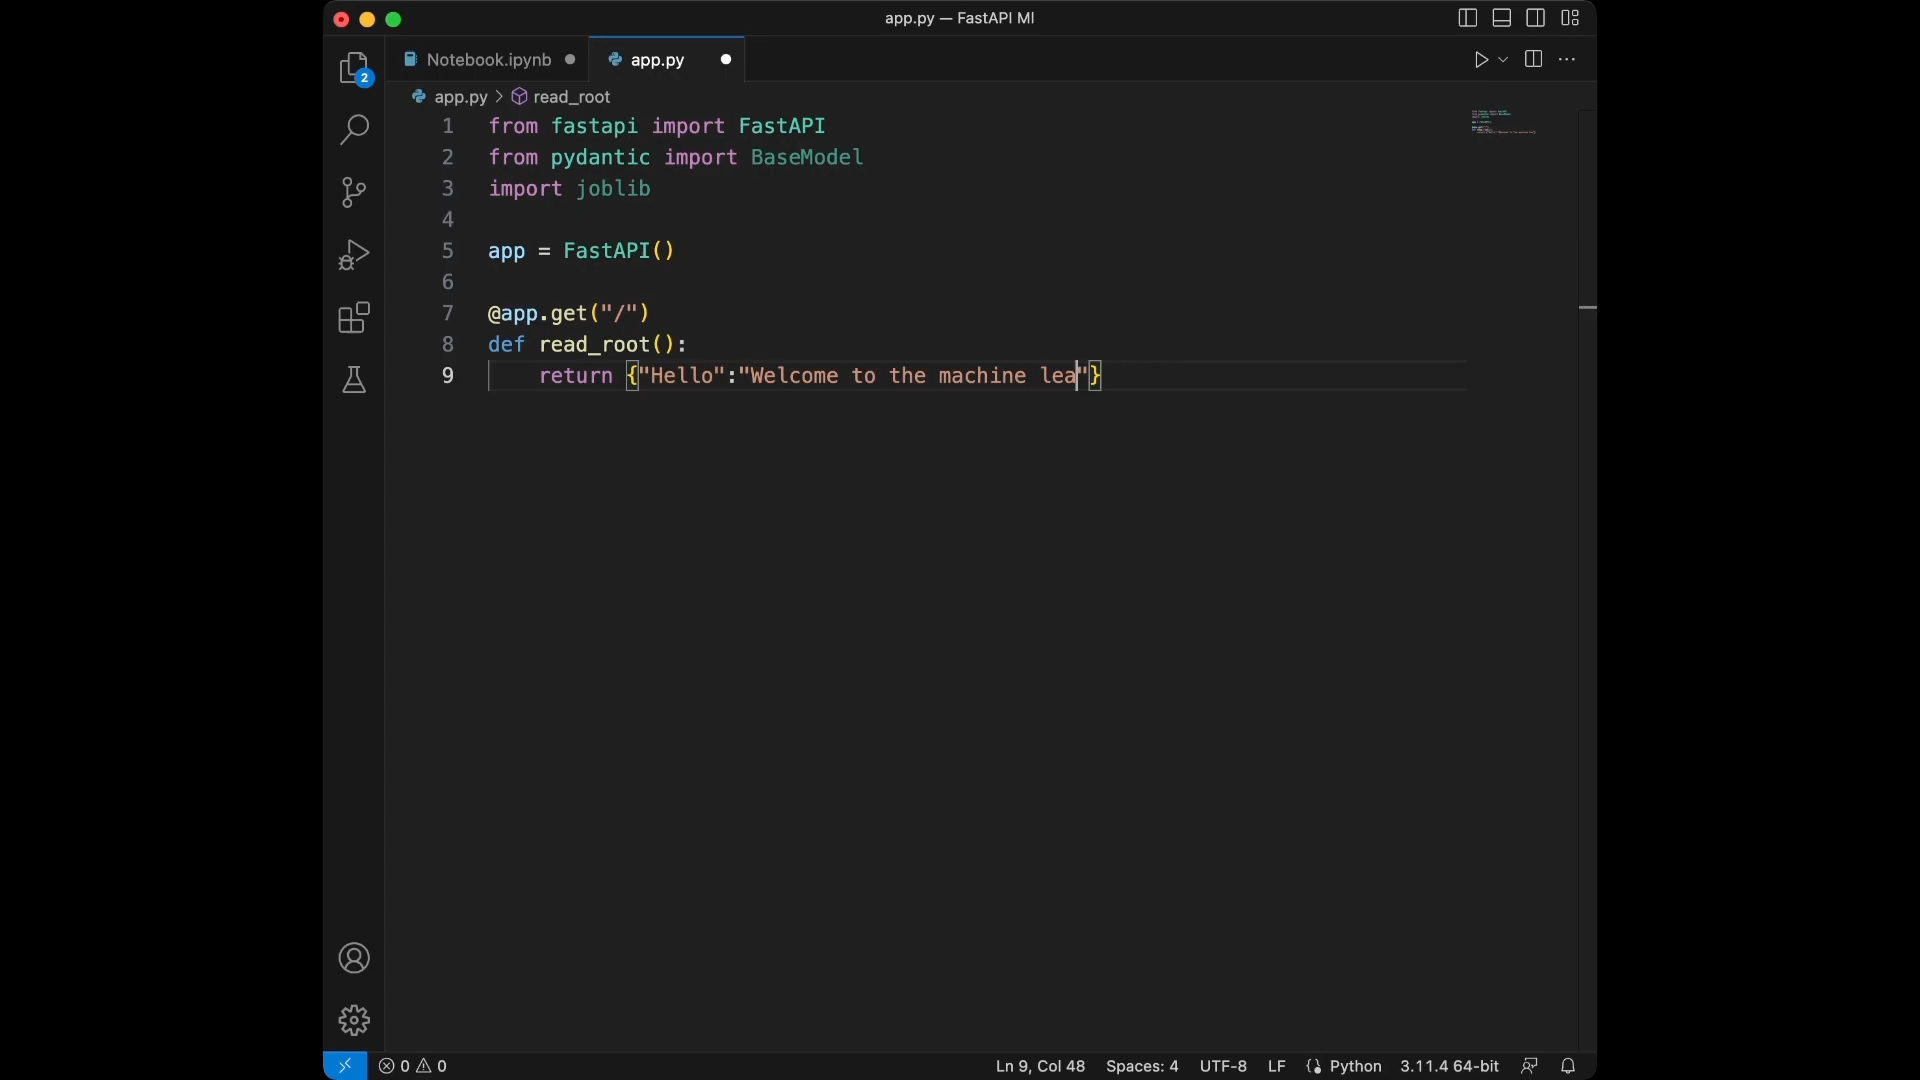 app.py — FastAPI Ml
Notebook.ipynb
app.py
2
app.py > read_root
1 from fastapi import FastAPI
2 from pydantic import BaseModel
3 import joblib
4
5 app = FastAPI()
6
7 @app.get("/")
8 def read_root():
9 return {"Hello":"Welcome to the machine lea"}
0 0 Ln 9, Col 48 Spaces: 4 UTF-8 LF Python 3.11.4 64-bit